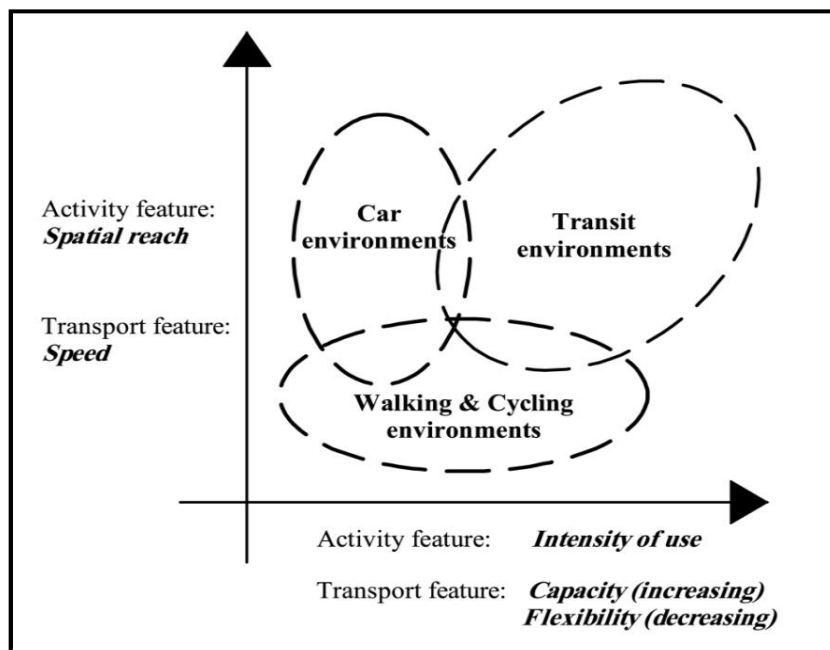 Activity feature:
Spatial reach
Transport feature:
Speed
Car
environments
Transit
environments
Walking & Cycling
environments
Activity feature: Intensity of use
Transport feature: Capacity (increasing)
Flexibility (decreasing)